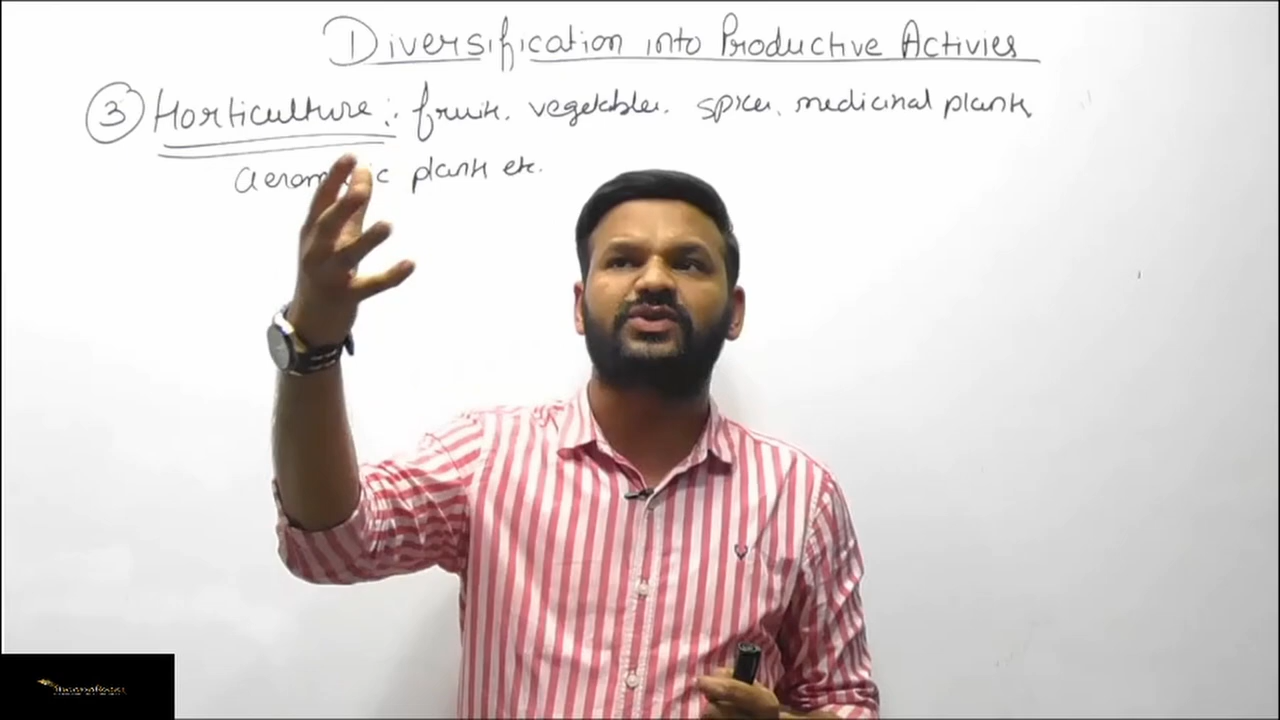 Diversification into Productive Activies
③ Horticulture : fruits, vegetables, spices, medicinal plants,
plants etc.